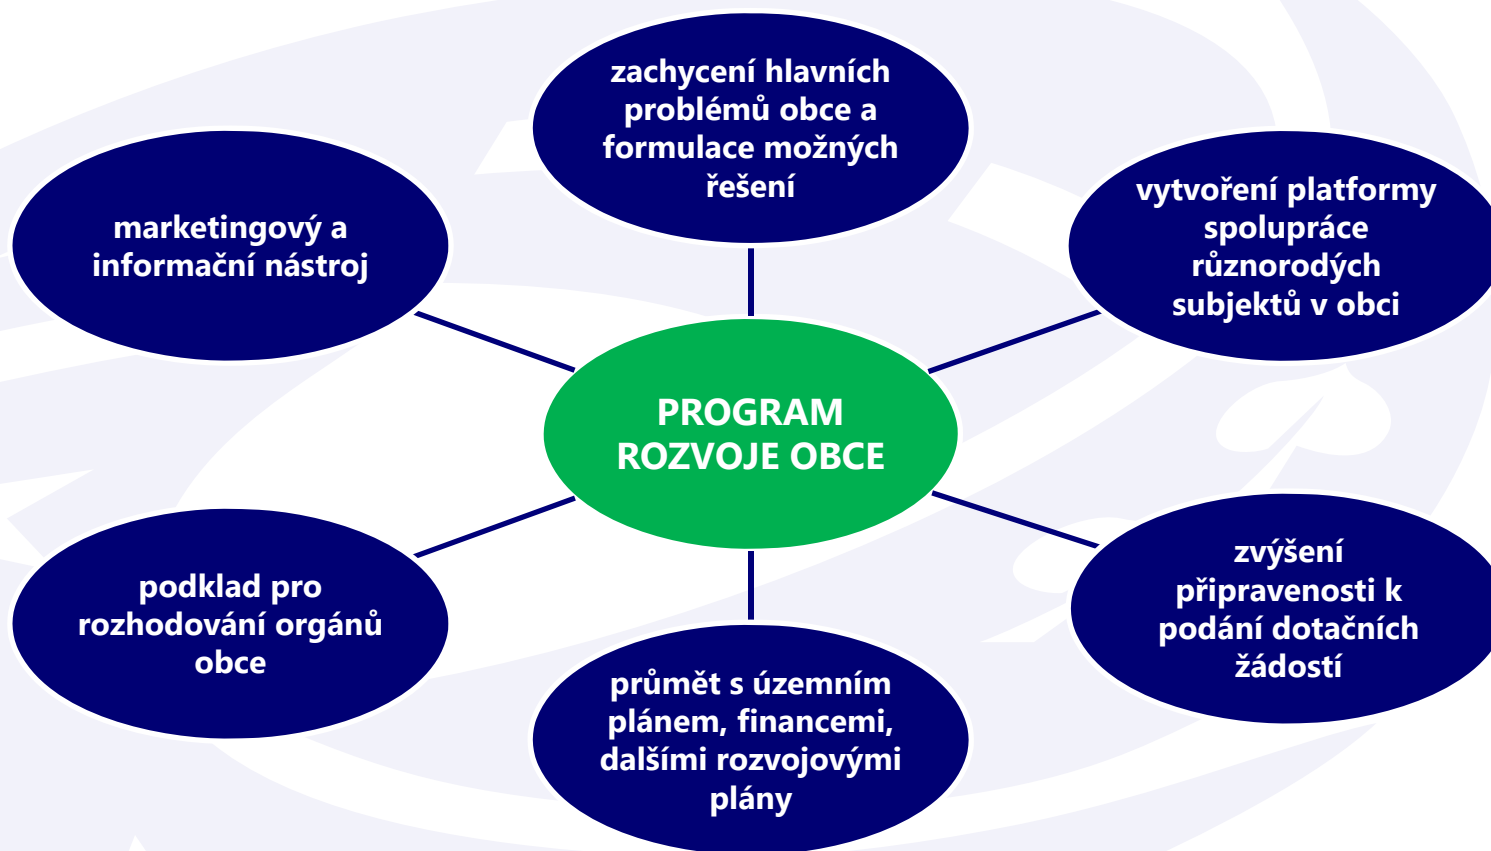 zachycení hlavních
problémů obce a
formulace možných
řešení
vytvoření platformy
spolupráce
různorodých
subjektů v obci
marketingový a
informační nástroj
PROGRAM
ROZVOJE OBCE
zvýšení
připravenosti k
podání dotačních
žádostí
podklad pro
rozhodování orgánů
obce
průmět s územním
plánem, financemi,
dalšími rozvojovými
plány